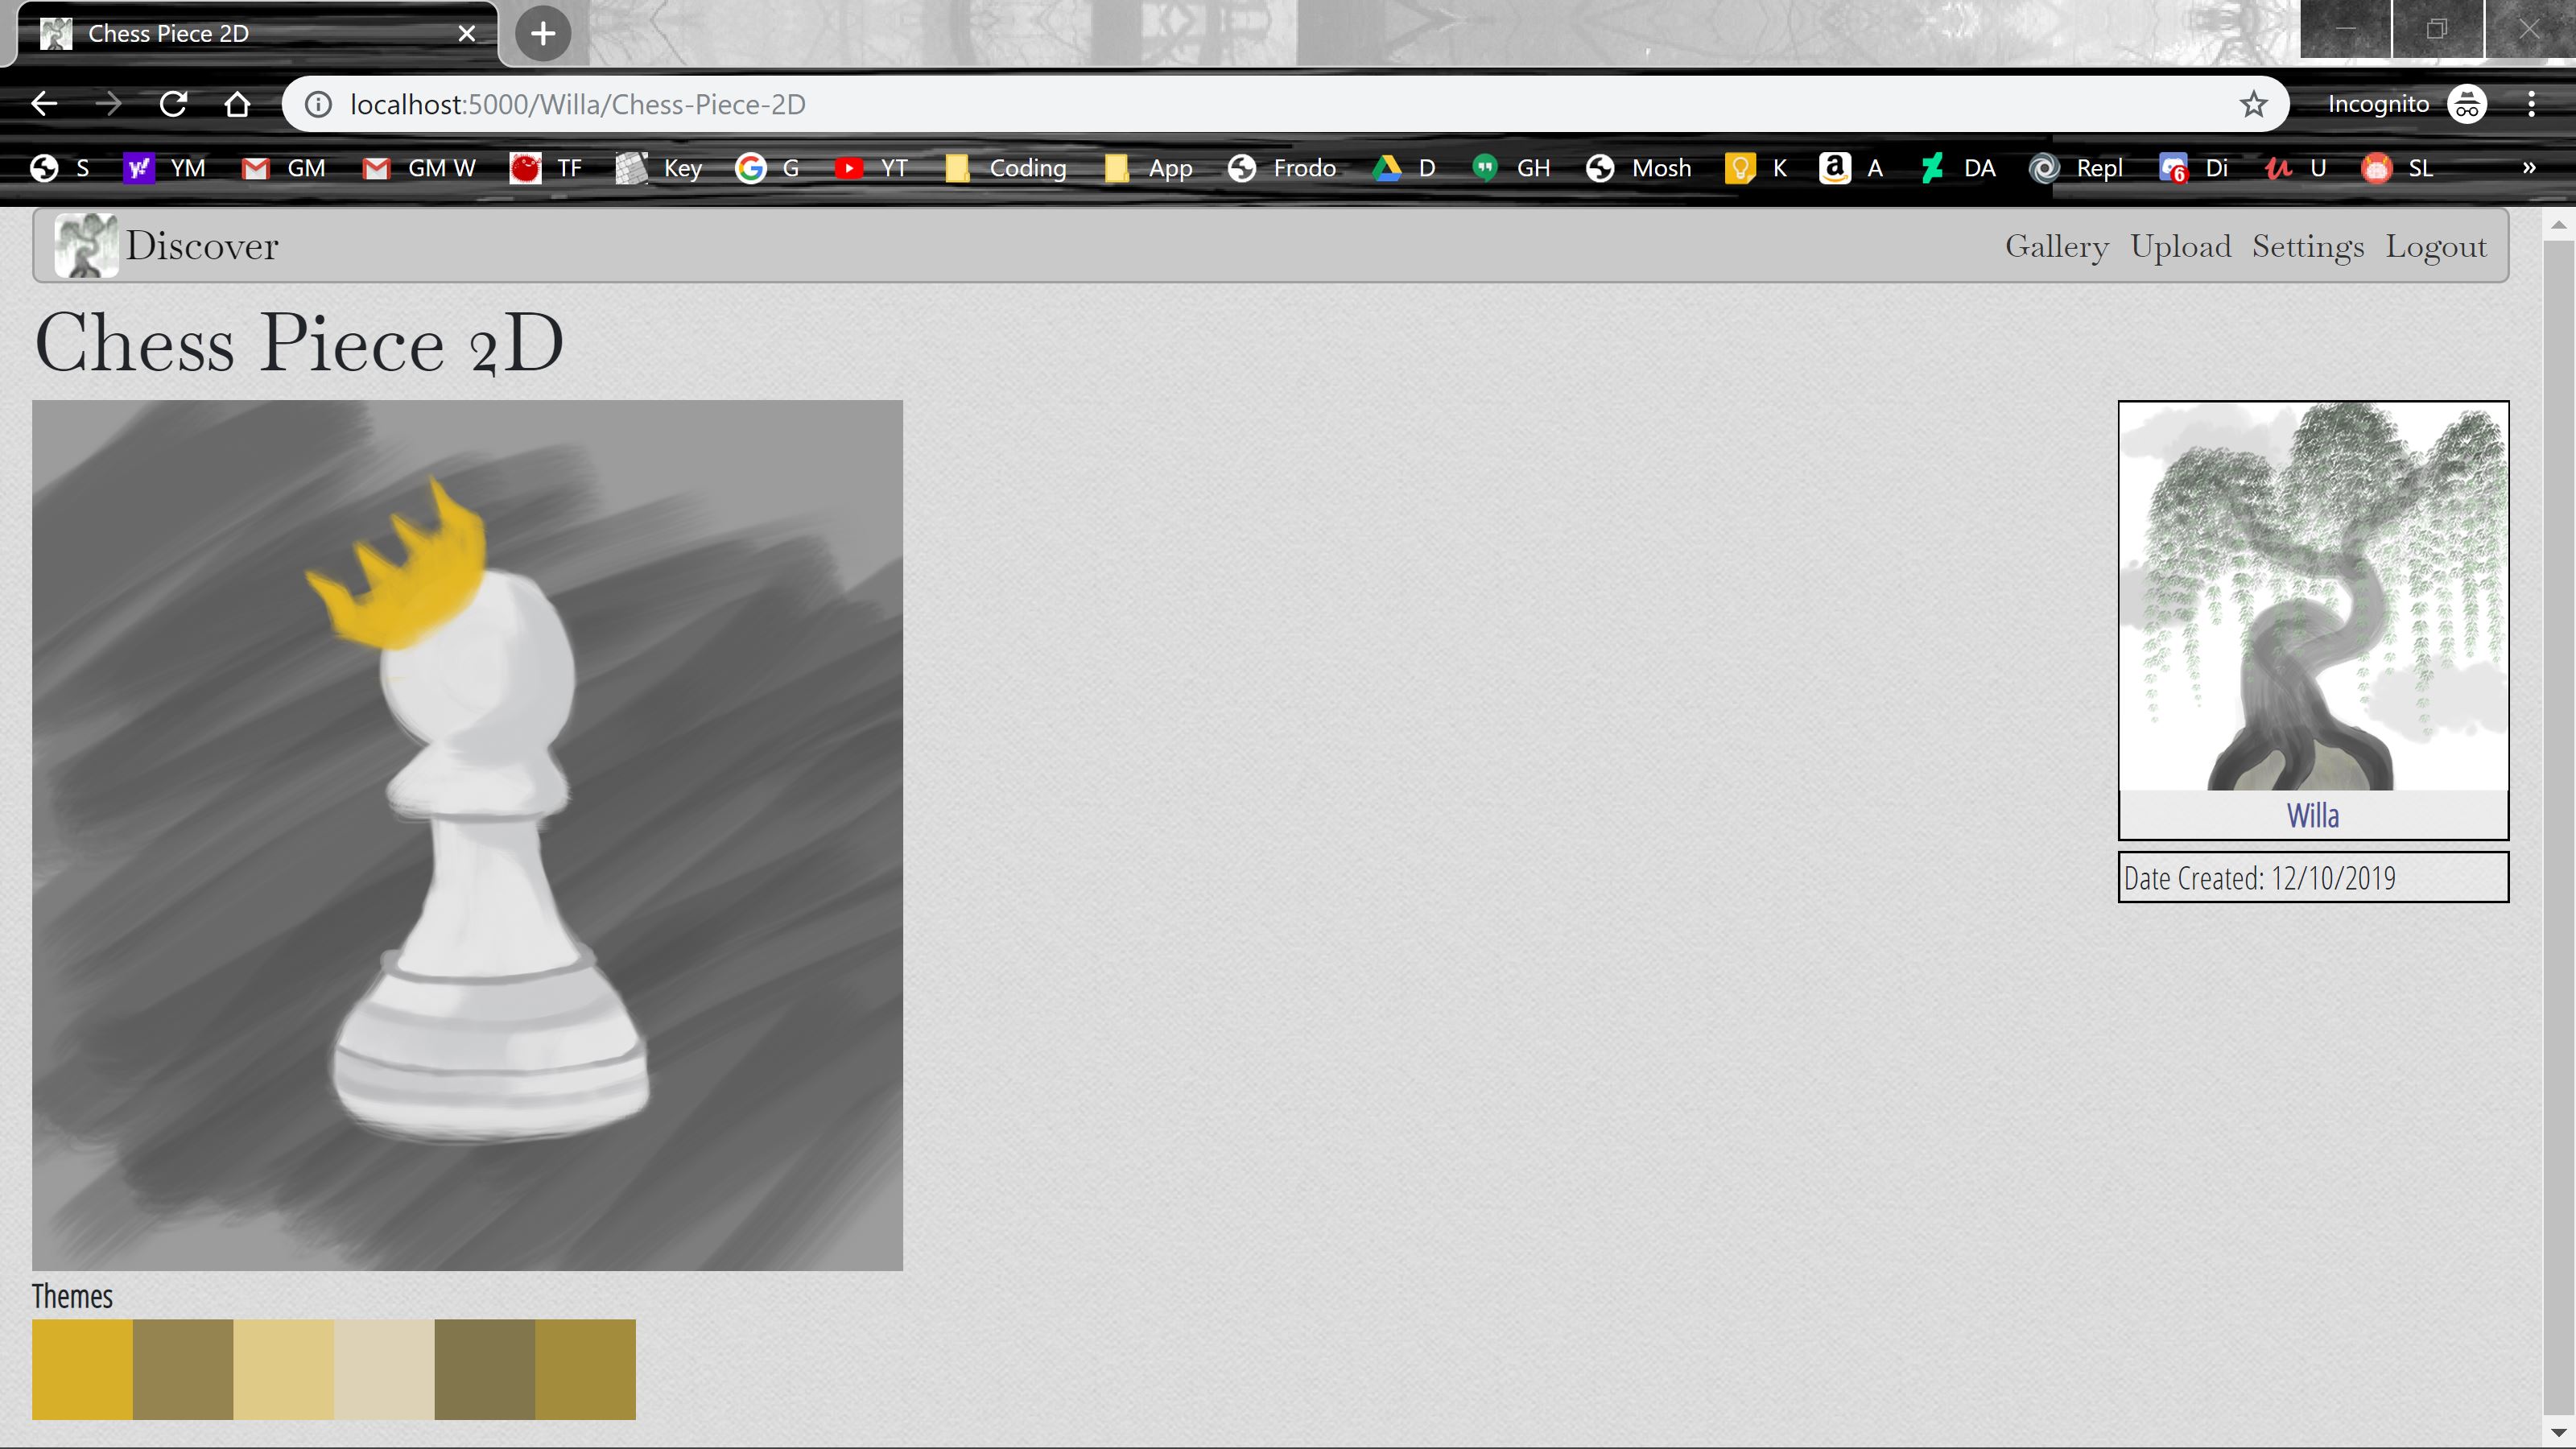 Chess Piece 2D
localhost:5000/Willa/Chess-Piece-2D
Incognito
S YM GM GM W TF Key G YT Coding App Frodo D GH Mosh K A DA Repl 6 Di U SL »
Discover Gallery Upload Settings Logout
Chess Piece 2D
Willa
Date Created: 12/10/2019
Themes